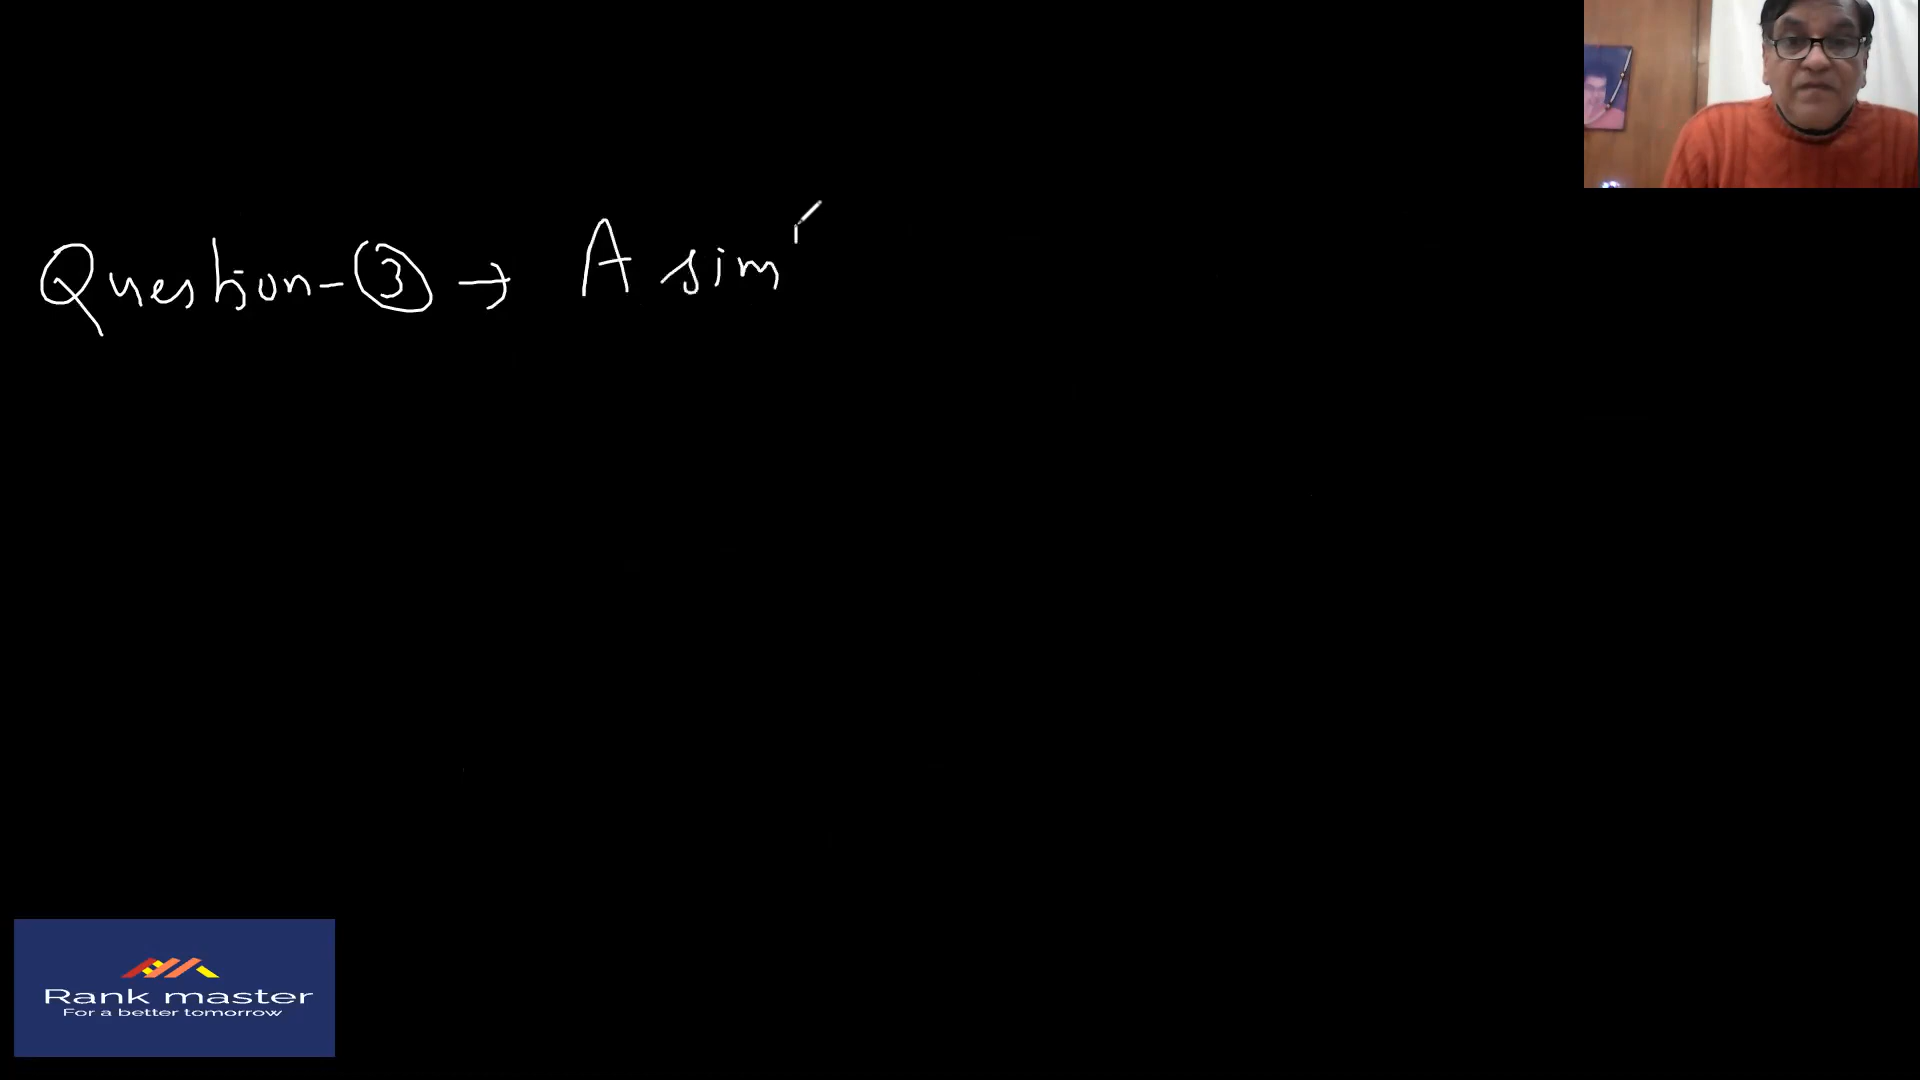 Question-③ → A sim
Rank master
For a better tomorrow